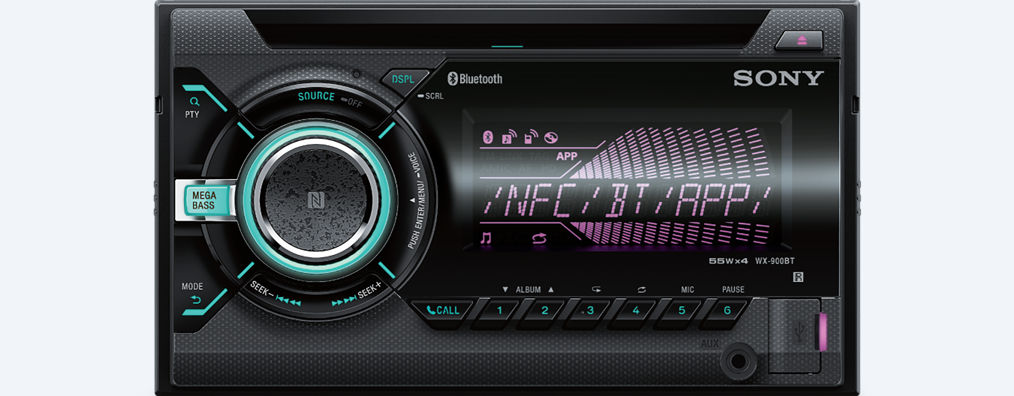 SOURCE
OFF
DSPL
SCRL
Bluetooth
SONY
PTY
VOICE
PUSH ENTER/MENU
APP
MEGA
BASS
/NFC/BT/APP/
55W×4 WX-900BT
MODE
SEEK-
SEEK+
ALBUM
MIC
PAUSE
CALL
1
2
3
4
5
6
AUX